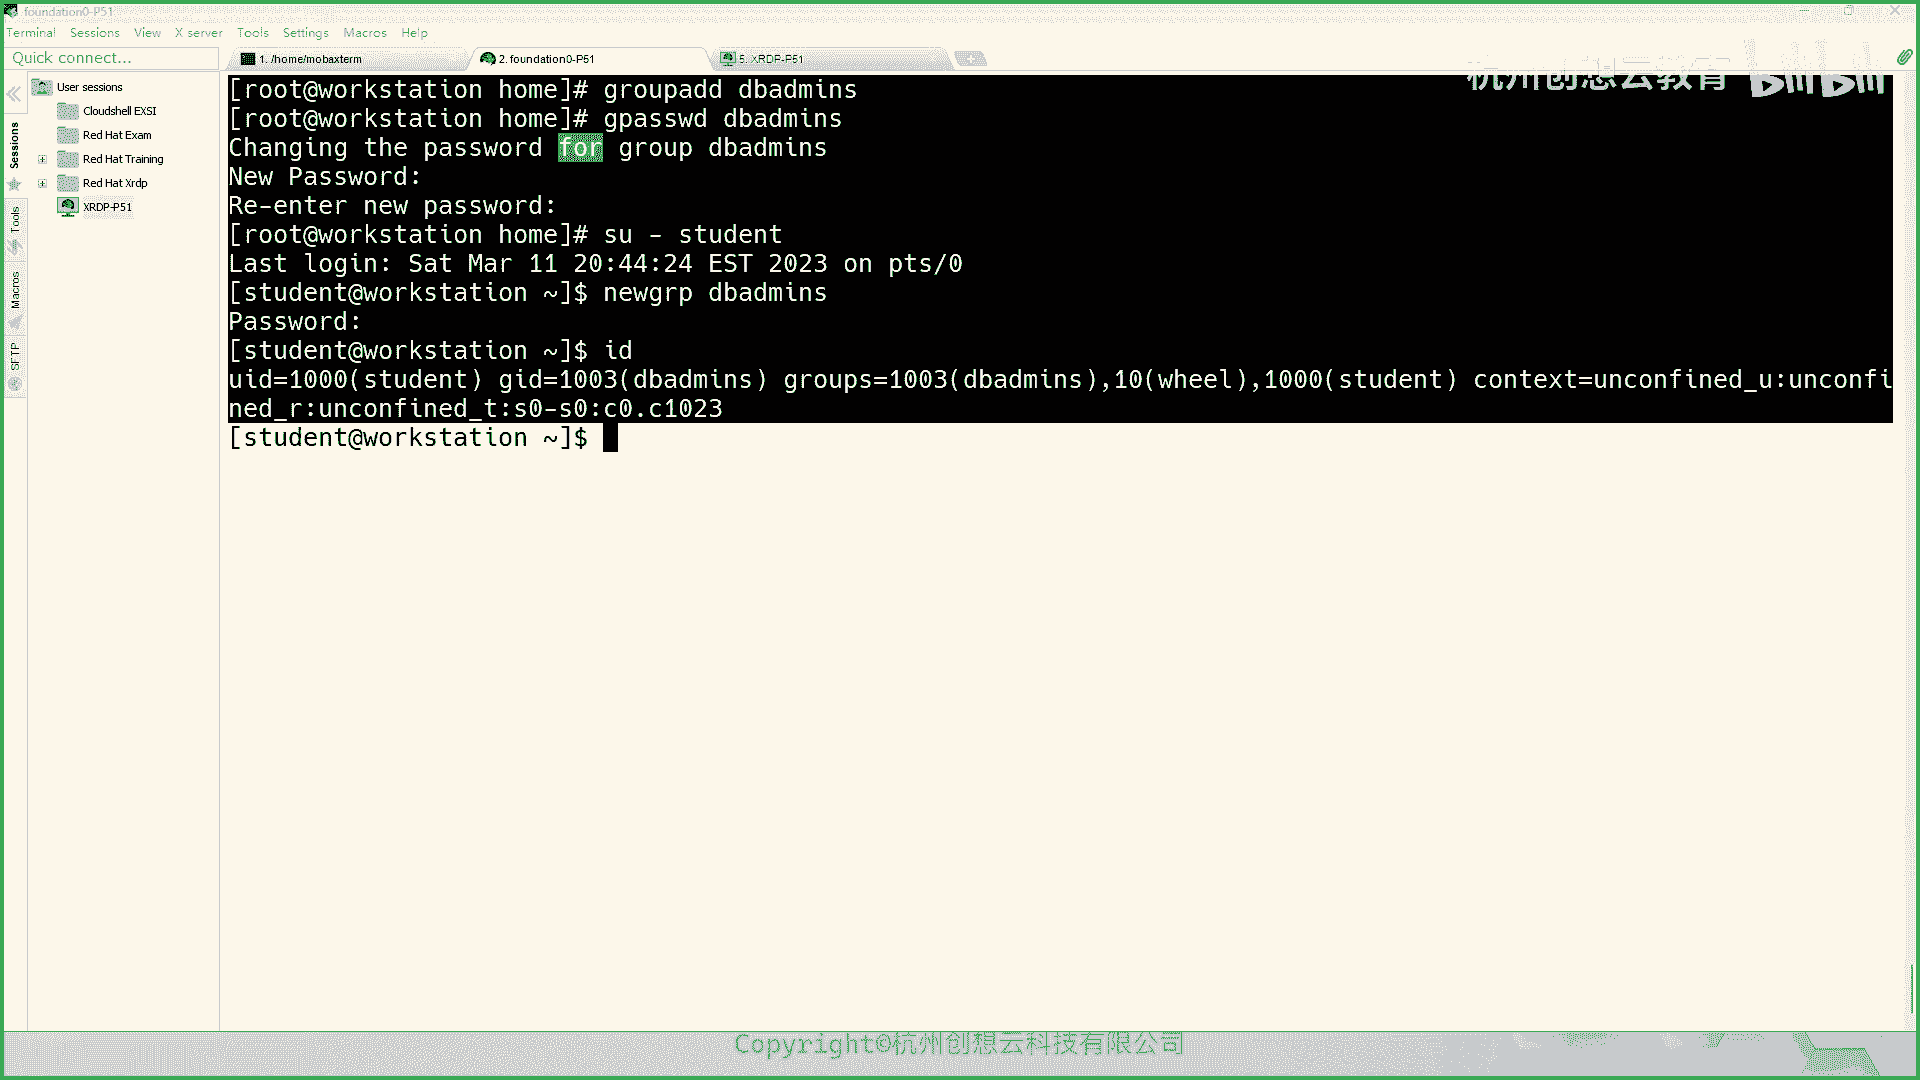 foundation0-P51
Terminal Sessions View X server Tools Settings Macros Help
Quick connect...
1. /home/mobaxterm
2. foundation0-P51
5. XRDP-P51
杭州创想云教育 bilibili
User sessions
Cloudshell EXSI
Red Hat Exam
Red Hat Training
Red Hat Xrdp
XRDP-P51
Sessions
Tools
Macros
SFTP
[root@workstation home]# groupadd dbadmins
[root@workstation home]# gpasswd dbadmins
Changing the password for group dbadmins
New Password:
Re-enter new password:
[root@workstation home]# su - student
Last login: Sat Mar 11 20:44:24 EST 2023 on pts/0
[student@workstation ~]$ newgrp dbadmins
Password:
[student@workstation ~]$ id
uid=1000(student) gid=1003(dbadmins) groups=1003(dbadmins),10(wheel),1000(student) context=unconfined_u:unconfi
ned_r:unconfined_t:s0-s0:c0.c1023
[student@workstation ~]$
Copyright©杭州创想云科技有限公司